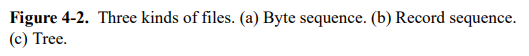 Figure 4-2. Three kinds of files. (a) Byte sequence. (b) Record sequence.
(c) Tree.